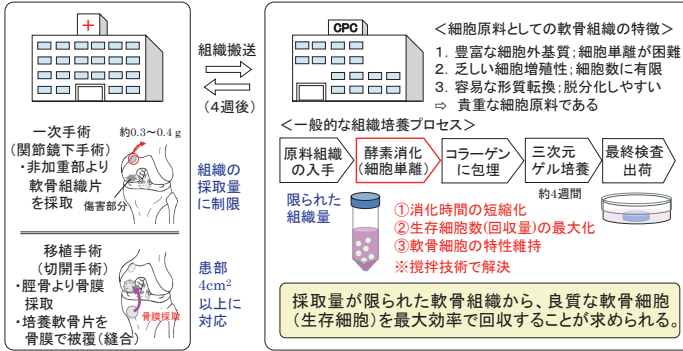 組織搬送
(4週後)
一次手術
(関節鏡下手術)
・非加重部より
軟骨組織片
を採取
約0.3〜0.4 g
傷害部分
組織の
採取量
に制限
移植手術
(切開手術)
・脛骨より骨膜
採取
・培養軟骨片を
骨膜で被覆(縫合)
骨膜採取
患部
4cm²
以上に
対応
CPC
<細胞原料としての軟骨組織の特徴>
1. 豊富な細胞外基質;細胞単離が困難
2. 乏しい細胞増殖性;細胞数に有限
3. 容易な形質転換;脱分化しやすい
⇨ 貴重な細胞原料である
<一般的な組織培養プロセス>
原料組織
の入手
酵素消化
(細胞単離)
コラーゲン
に包埋
三次元
ゲル培養
最終検査
出荷
約4週間
限られた
組織量
①消化時間の短縮化
②生存細胞数(回収量)の最大化
③軟骨細胞の特性維持
※撹拌技術で解決
採取量が限られた軟骨組織から、良質な軟骨細胞
(生存細胞)を最大効率で回収することが求められる。